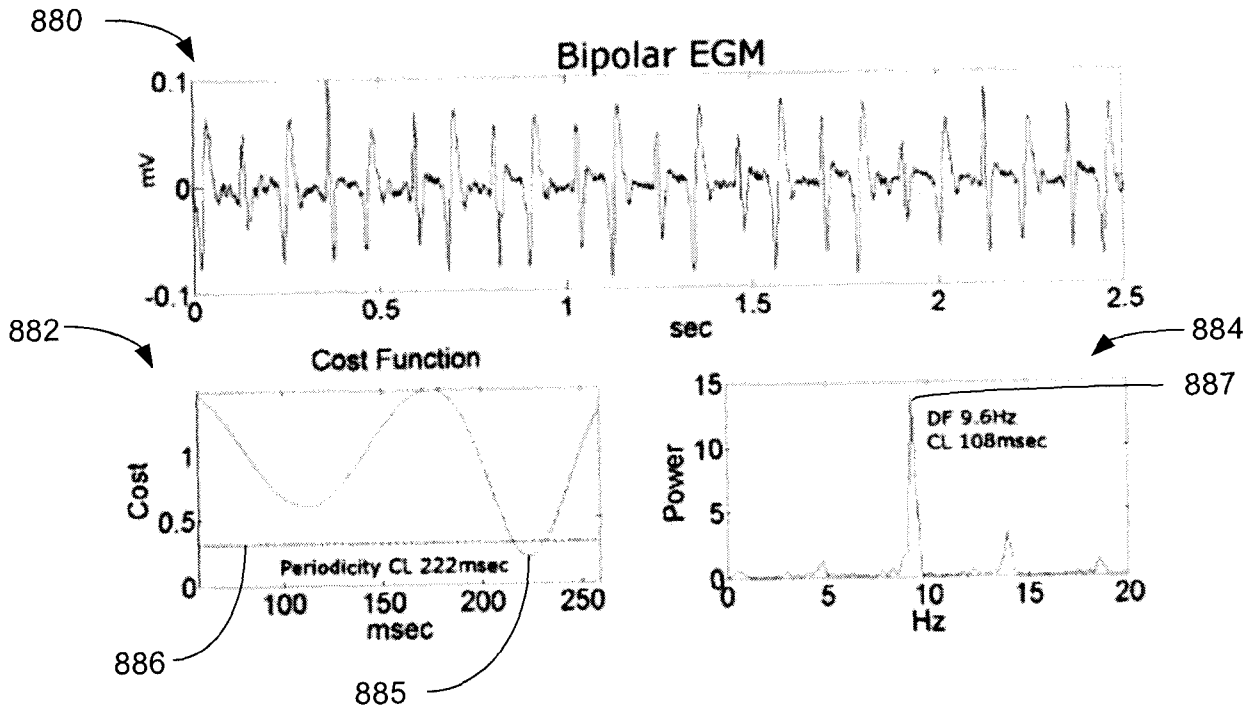 880
Bipolar EGM
0.1
mV
0
-0.1
0 0.5 1 1.5 2 2.5
sec
882
884
887
Cost Function
Cost
1
0.5
0
Periodicity CL 222msec
100 150 200 250
msec
886
885
15
10
5
0
Power
DF 9.6Hz
CL 108msec
0 5 10 15 20
Hz